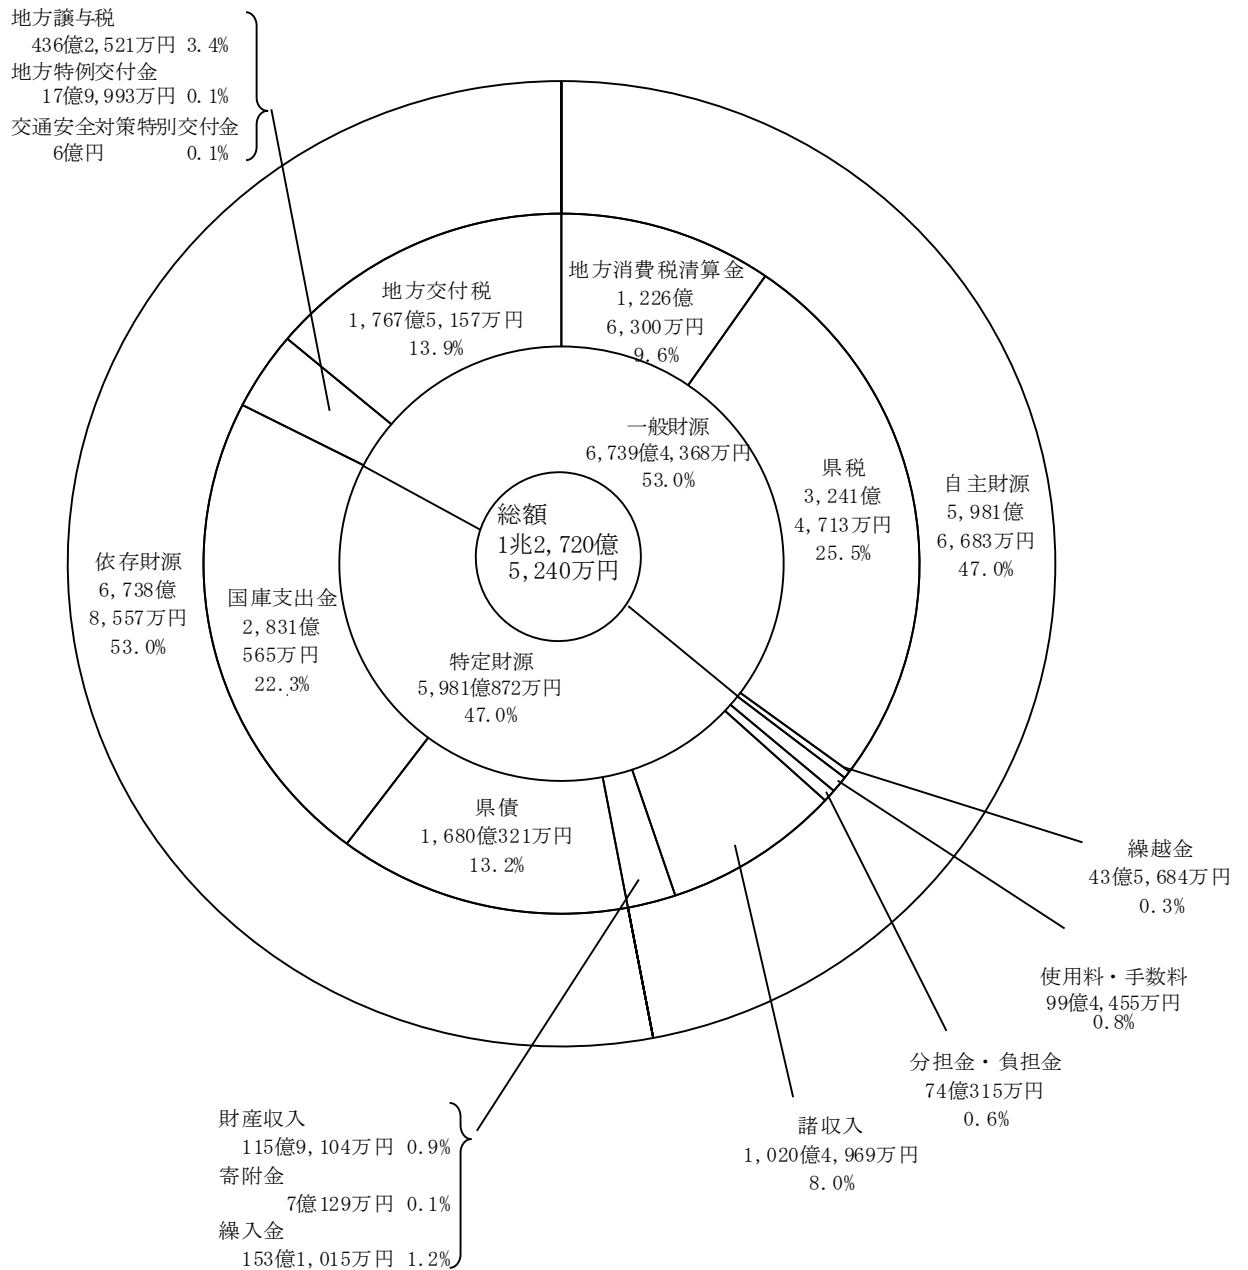 地方譲与税
436億2,521万円 3.4%
地方特例交付金
17億9,993万円 0.1%
交通安全対策特別交付金
6億円 0.1%
地方交付税
1,767億5,157万円
13.9%
地方消費税清算金
1,226億
6,300万円
9.6%
一般財源
6,739億4,368万円
53.0%
県税
3,241億
4,713万円
25.5%
自主財源
5,981億
6,683万円
47.0%
総額
1兆2,720億
5,240万円
依存財源
6,738億
8,557万円
53.0%
国庫支出金
2,831億
565万円
22.3%
特定財源
5,981億872万円
47.0%
県債
1,680億321万円
13.2%
繰越金
43億5,684万円
0.3%
使用料・手数料
99億4,455万円
0.8%
分担金・負担金
74億315万円
0.6%
諸収入
1,020億4,969万円
8.0%
財産収入
115億9,104万円 0.9%
寄附金
7億129万円 0.1%
繰入金
153億1,015万円 1.2%